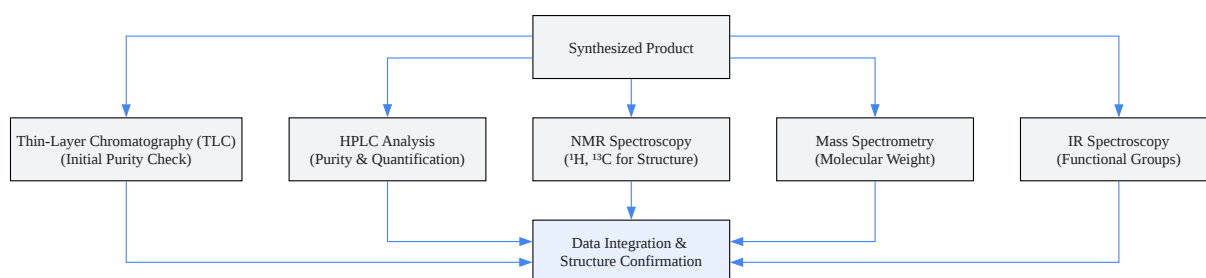 Synthesized Product
Thin-Layer Chromatography (TLC)
(Initial Purity Check)
HPLC Analysis
(Purity & Quantification)
NMR Spectroscopy
(¹H, ¹³C for Structure)
Mass Spectrometry
(Molecular Weight)
IR Spectroscopy
(Functional Groups)
Data Integration &
Structure Confirmation